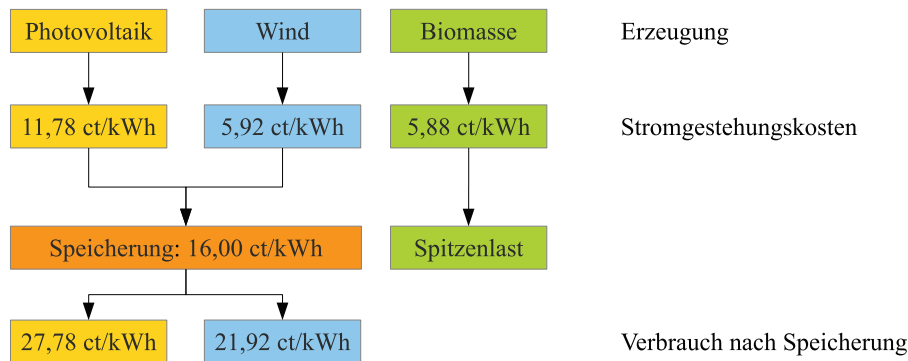 Photovoltaik Wind Biomasse Erzeugung
11,78 ct/kWh 5,92 ct/kWh 5,88 ct/kWh Stromgestehungskosten
Speicherung: 16,00 ct/kWh Spitzenlast
27,78 ct/kWh 21,92 ct/kWh Verbrauch nach Speicherung